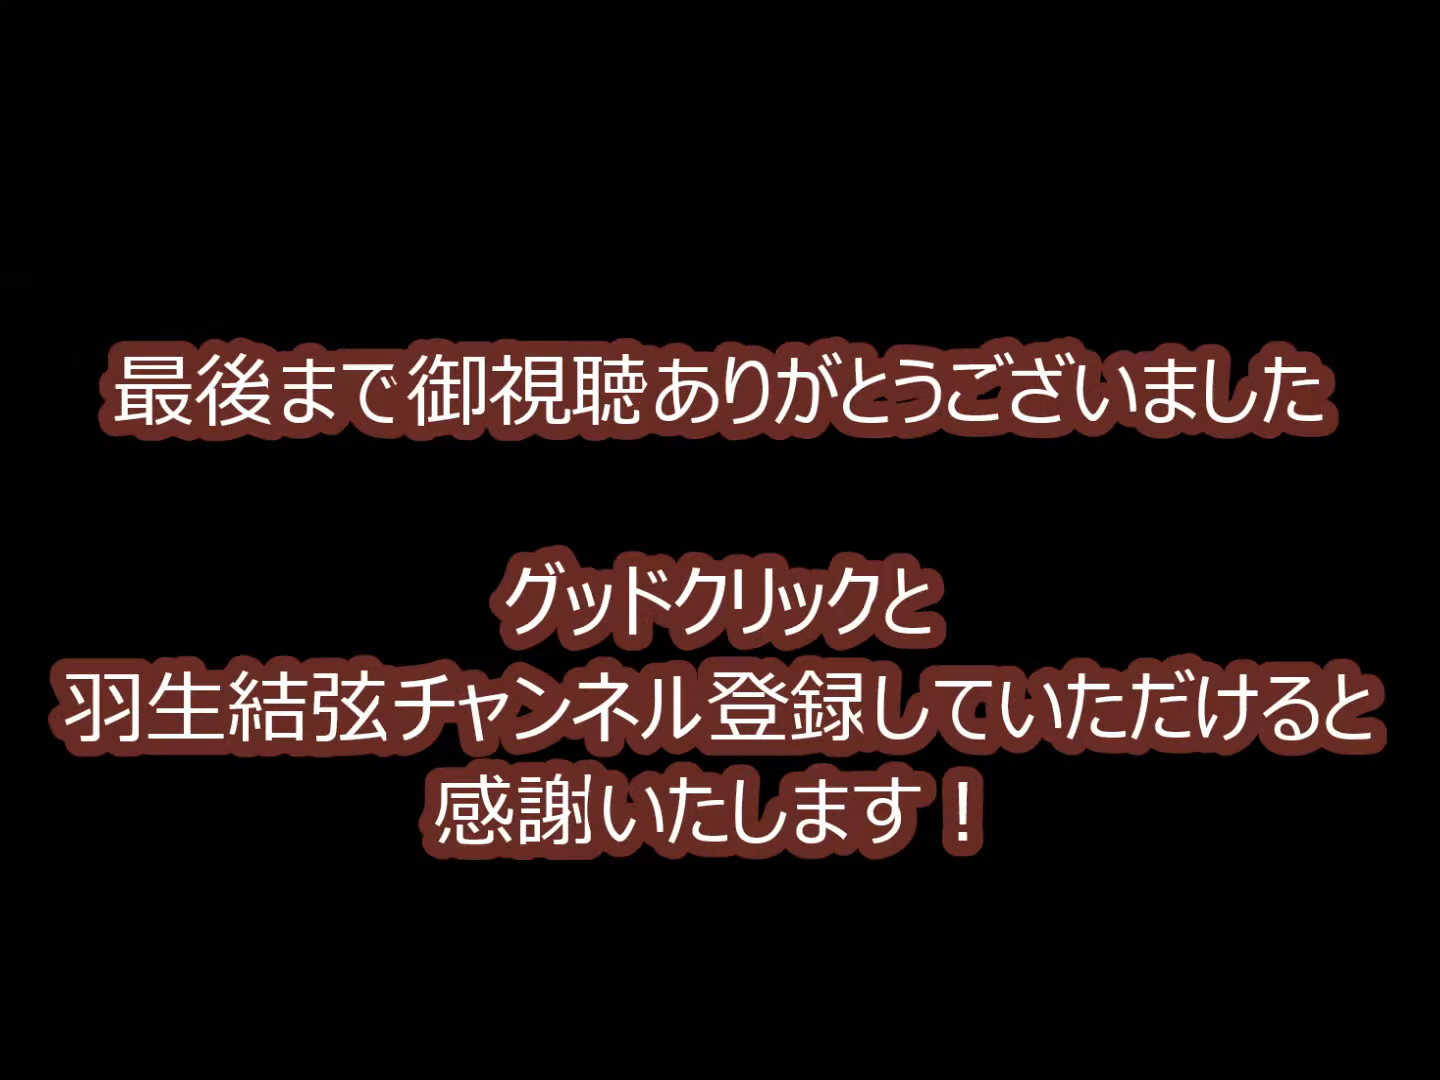 最後まで御視聴ありがとうございました
グッドクリックと
羽生結弦チャンネル登録していただけると
感謝いたします！